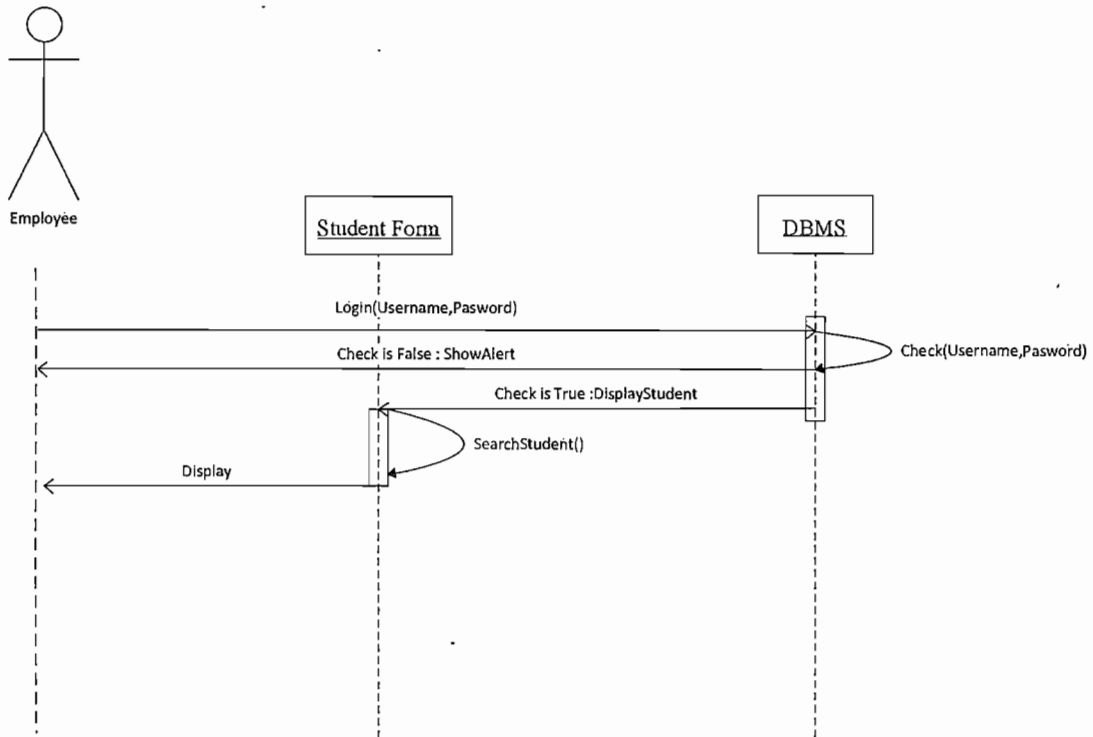 Employee
Student Form
DBMS
Login(Username,Pasword)
Check(Username,Pasword)
Check is False : ShowAlert
Check is True :DisplayStudent
SearchStudent()
Display